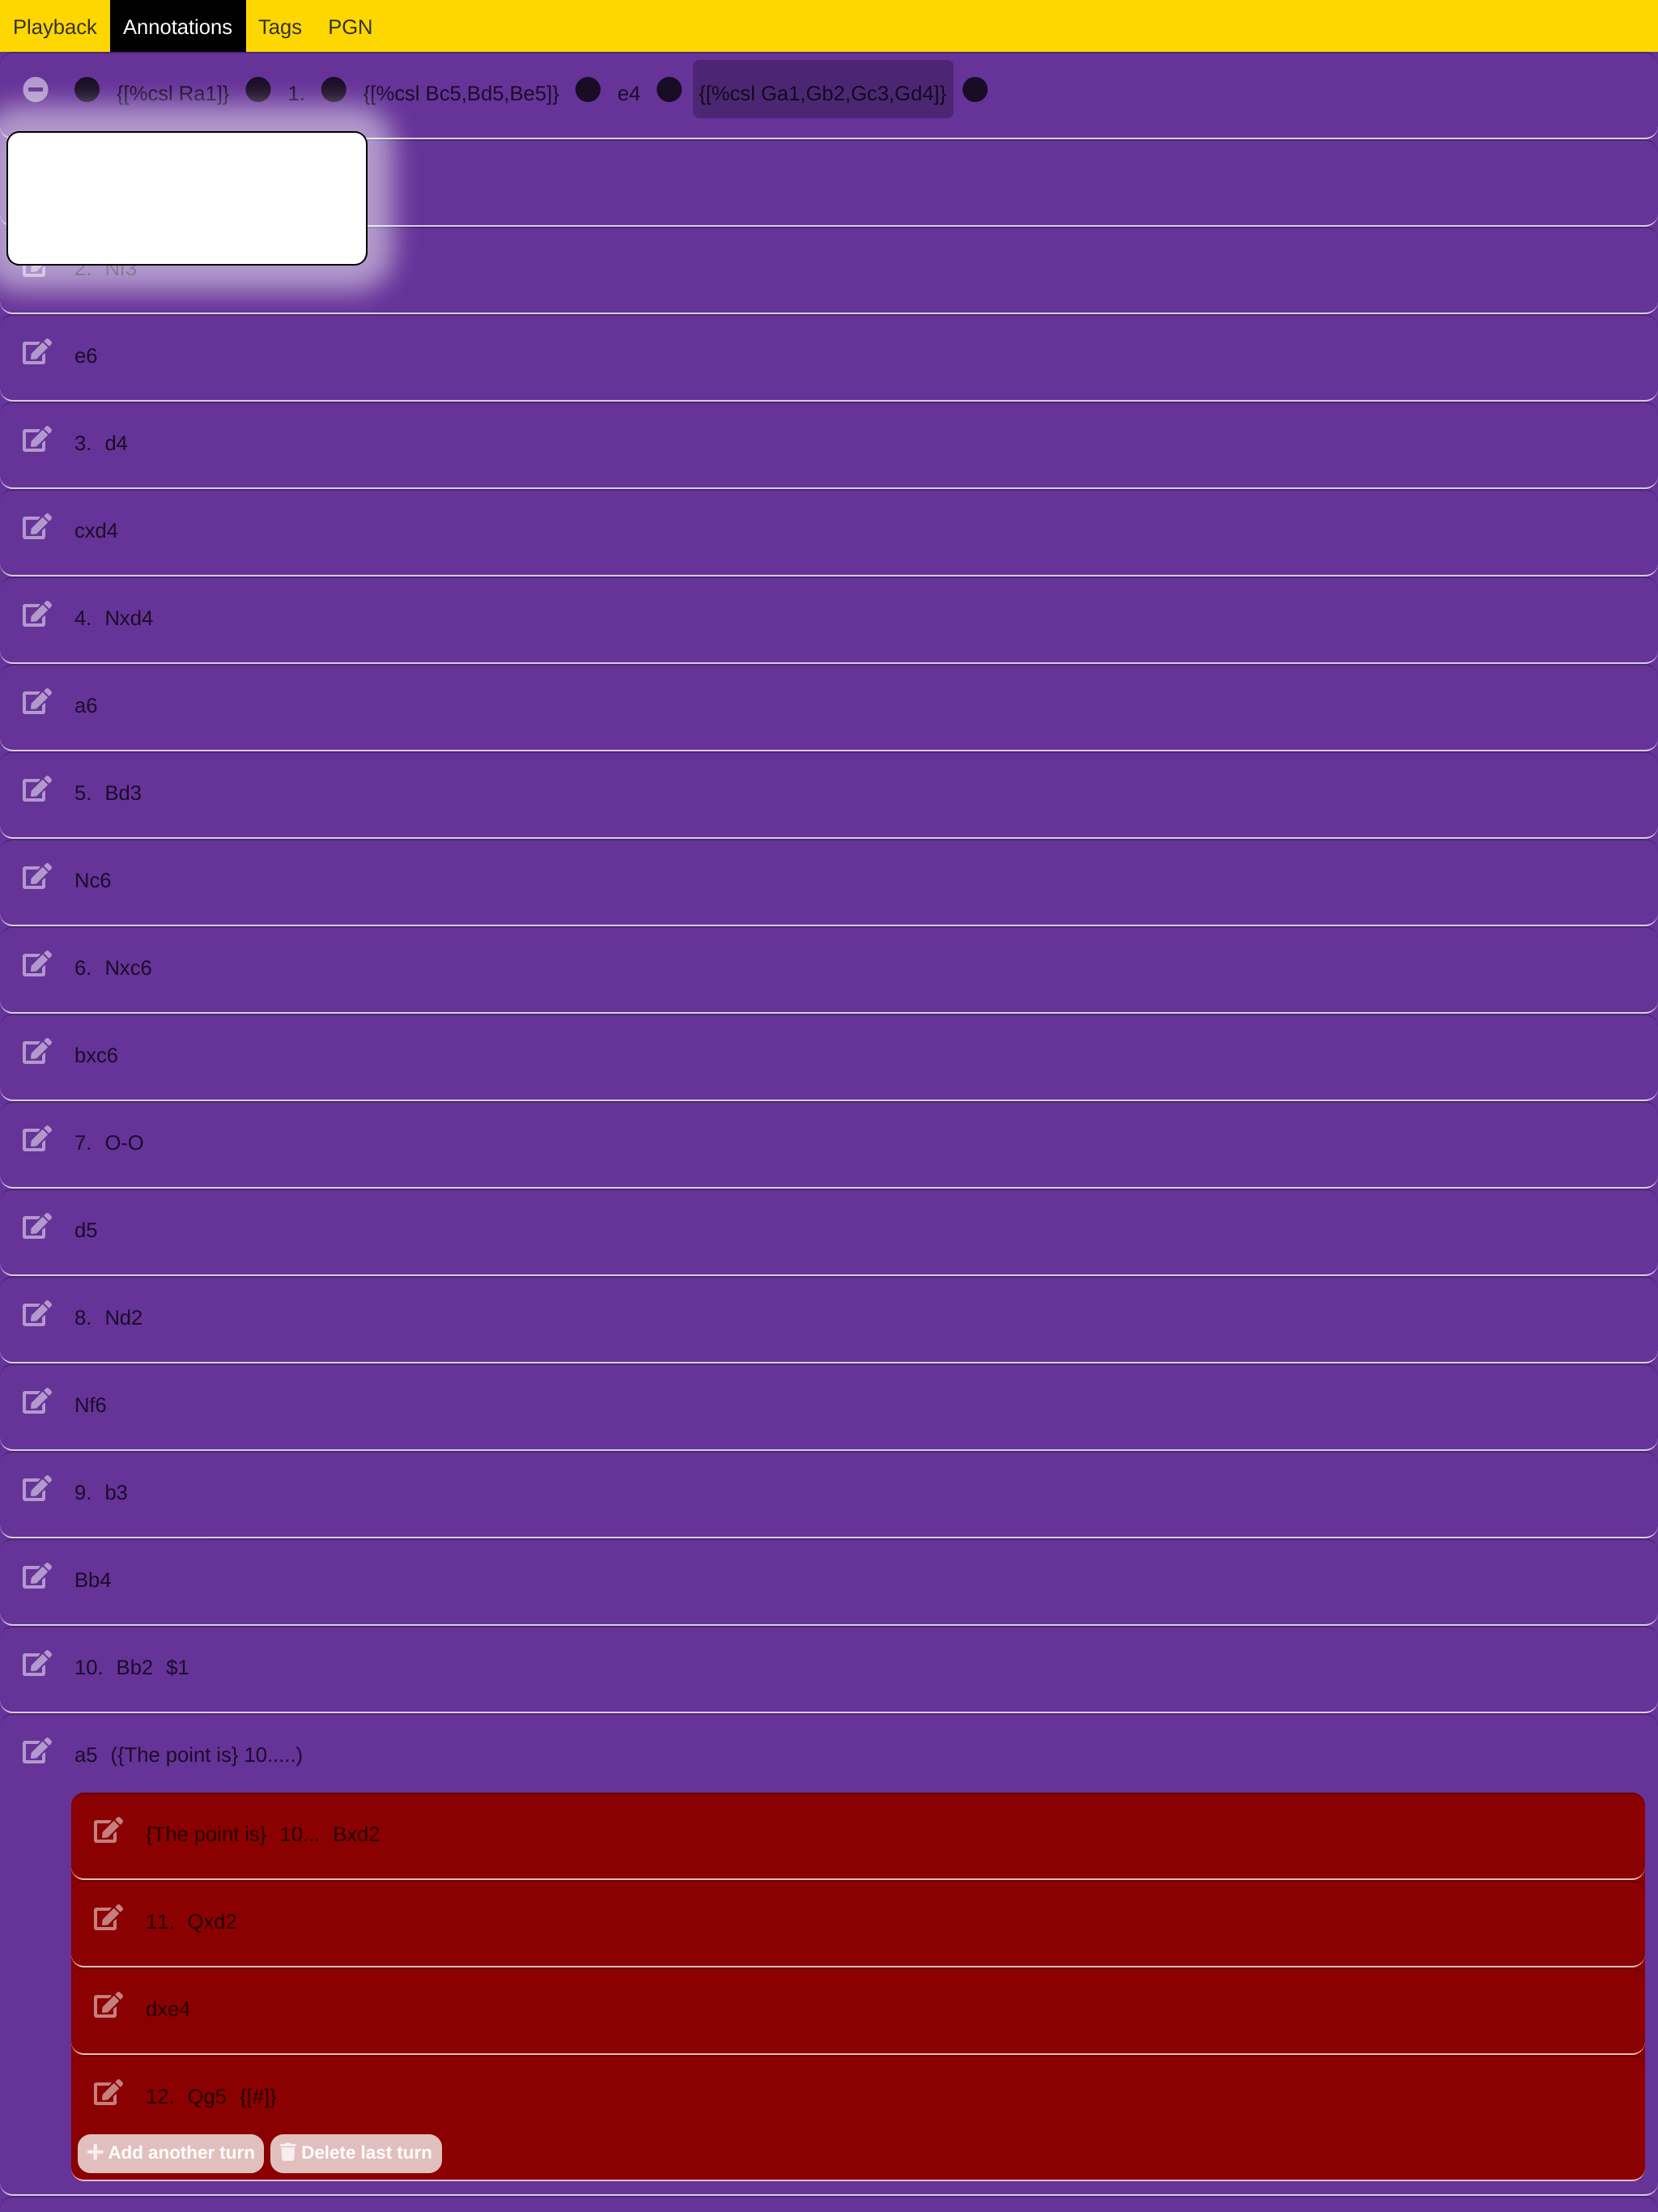 Playback Annotations Tags PGN
{[%csl Ra1]} 1. {[%csl Bc5,Bd5,Be5]} e4 {[%csl Ga1,Gb2,Gc3,Gd4]}
2. Nf3
e6
3. d4
cxd4
4. Nxd4
a6
5. Bd3
Nc6
6. Nxc6
bxc6
7. O-O
d5
8. Nd2
Nf6
9. b3
Bb4
10. Bb2 $1
a5 ({The point is} 10.....)
{The point is} 10... Bxd2
11. Qxd2
dxe4
12. Qg5 {[#]}
Add another turn Delete last turn